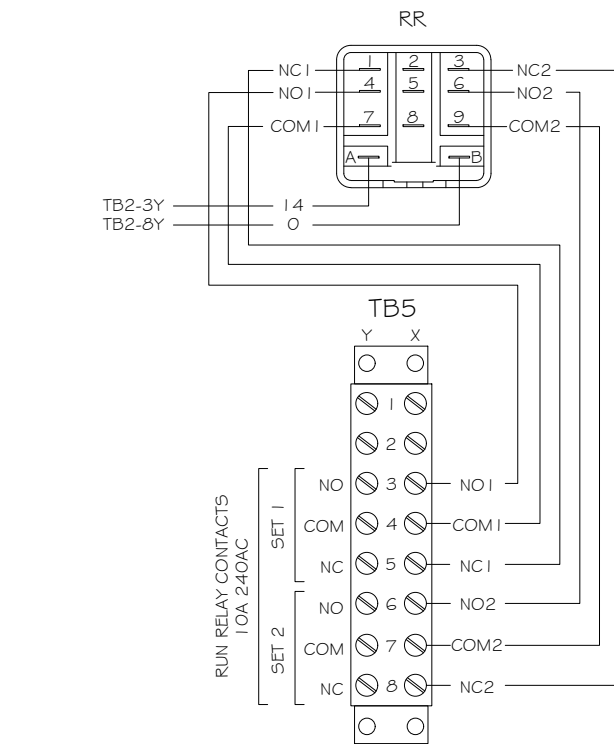 RR
NC1 1 2 3 NC2
NO1 4 5 6 NO2
COM1 7 8 9 COM2
A B
TB2-3Y 14
TB2-8Y 0
TB5
Y X
1
2
NO 3 NO1
COM 4 COM1
NC 5 NC1
NO 6 NO2
COM 7 COM2
NC 8 NC2
SET 1
SET 2
RUN RELAY CONTACTS
10A 240AC